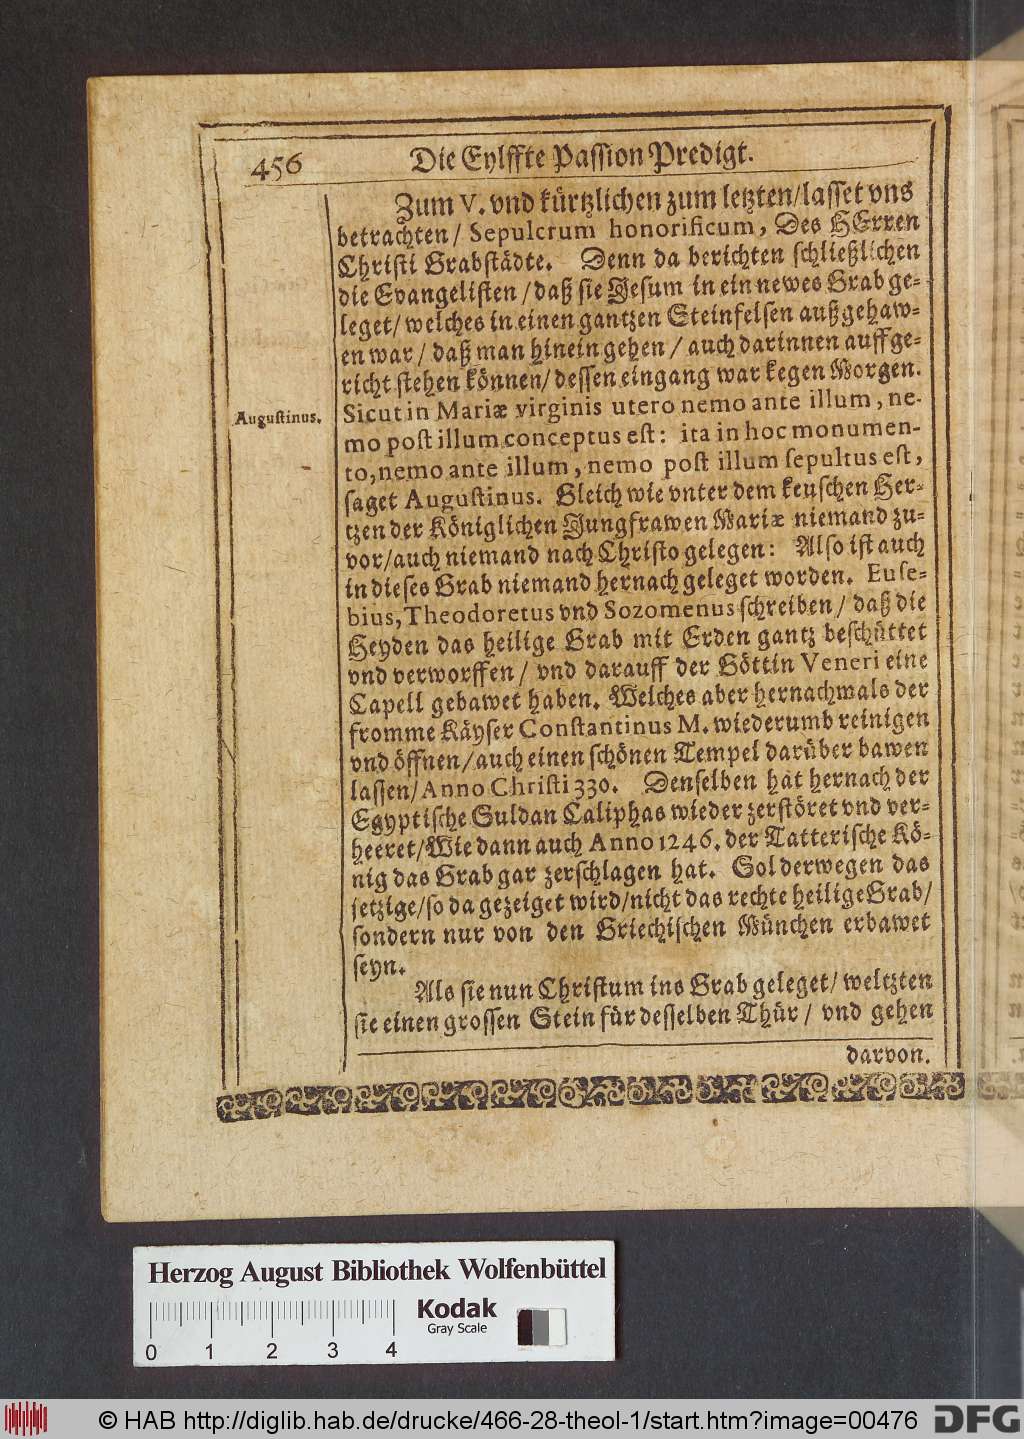 456 Die Eylffte Passion Predigt.
Zum V. vnd kürtzlichen zum letzten/lasset vns
betrachten/ Sepulcrum honorificum, Des HErren
Christi Grabstädte. Denn da berichten schließlichen
die Evangelisten/daß sie Jesum in ein newes Grab ge-
leget/welches in einen gantzen Steinfelsen außgehaw-
en war/ daß man hinein gehen/ auch darinnen auffge-
richt stehen können/dessen eingang war kegen Morgen.
Augustinus.
Sicut in Mariæ virginis utero nemo ante illum, ne-
mo post illum conceptus est: ita in hoc monumen-
to, nemo ante illum, nemo post illum sepultus est,
saget Augustinus. Gleich wie vnter dem keuschen Her-
tzen der Königlichen Jungfrawen Mariæ niemand zu-
vor/auch niemand nach Christo gelegen: Also ist auch
in dieses Grab niemand hernach geleget worden. Euse-
bius, Theodoretus vnd Sozomenus schreiben/ daß die
Heyden das heilige Grab mit Erden gantz beschüttet
vnd verworffen/ vnd darauff der Göttin Veneri eine
Capell gebawet haben. Welches aber hernachmals der
fromme Käyser Constantinus M. wiederumb reinigen
vnd öffnen/auch einen schönen Tempel darüber bawen
lassen/Anno Christi 330. Denselben hat hernach der
Egyptische Suldan Caliphas wieder zerstöret vnd ver-
heeret/Wie dann auch Anno 1246. der Tatterische Kö-
nig das Grab gar zerschlagen hat. Sol derwegen das
jetzige/so da gezeiget wird/nicht das rechte heilige Grab/
sondern nur von den Griechischen München erbawet
seyn.
Als sie nun Christum ins Grab geleget/ weltzten
sie einen grossen Stein für desselben Thür/ vnd gehen
darvon.
Herzog August Bibliothek Wolfenbüttel
Kodak
Gray Scale
0 1 2 3 4
© HAB http://diglib.hab.de/drucke/466-28-theol-1/start.htm?image=00476
DFG